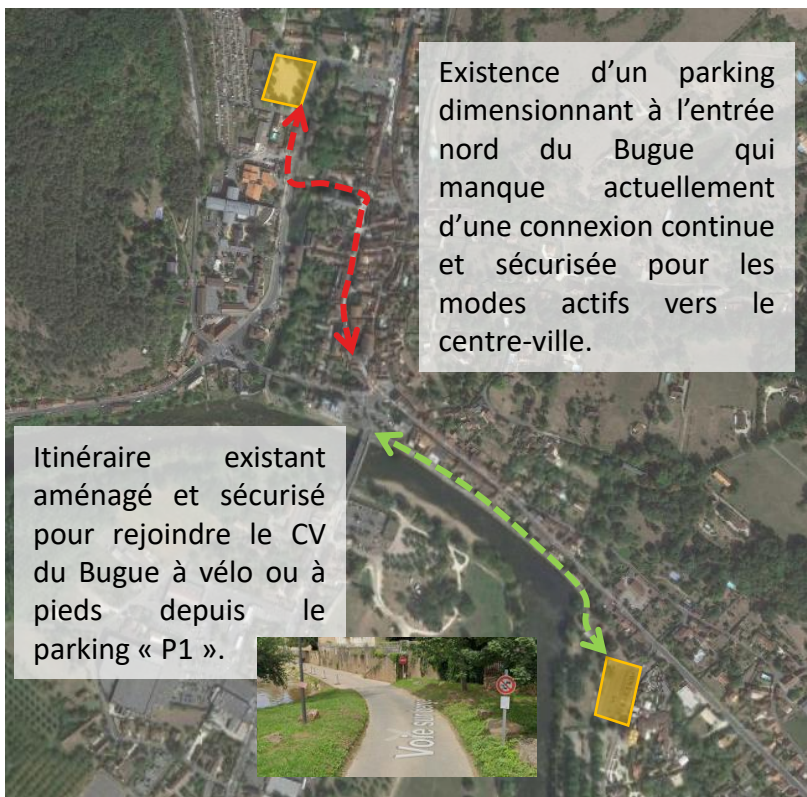 Existence d’un parking
dimensionnant à l’entrée
nord du Bugue qui
manque actuellement
d’une connexion continue
et sécurisée pour les
modes actifs vers le
centre-ville.
Itinéraire existant
aménagé et sécurisé
pour rejoindre le CV
du Bugue à vélo ou à
pieds depuis le
parking « P1 ».